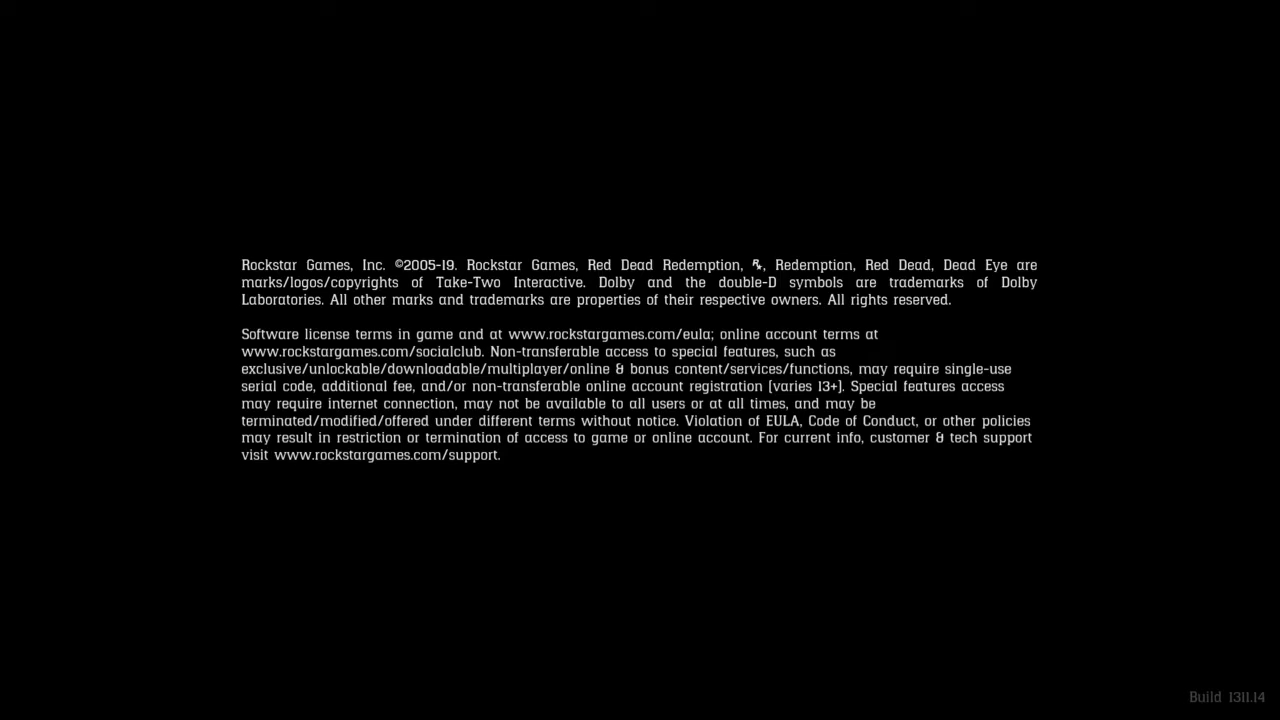 Rockstar Games, Inc. ©2005-19. Rockstar Games, Red Dead Redemption, R*, Redemption, Red Dead, Dead Eye are
marks/logos/copyrights of Take-Two Interactive. Dolby and the double-D symbols are trademarks of Dolby
Laboratories. All other marks and trademarks are properties of their respective owners. All rights reserved.
Software license terms in game and at www.rockstargames.com/eula; online account terms at
www.rockstargames.com/socialclub. Non-transferable access to special features, such as
exclusive/unlockable/downloadable/multiplayer/online & bonus content/services/functions, may require single-use
serial code, additional fee, and/or non-transferable online account registration (varies 13+). Special features access
may require internet connection, may not be available to all users or at all times, and may be
terminated/modified/offered under different terms without notice. Violation of EULA, Code of Conduct, or other policies
may result in restriction or termination of access to game or online account. For current info, customer & tech support
visit www.rockstargames.com/support.
Build 1311.14